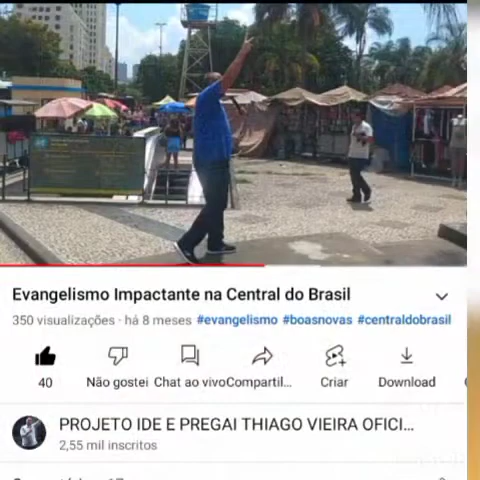 Evangelismo Impactante na Central do Brasil
350 visualizações · há 8 meses #evangelismo #boasnovas #centraldobrasil
40 Não gostei Chat ao vivo Compartil... Criar Download
PROJETO IDE E PREGAI THIAGO VIEIRA OFICI...
2,55 mil inscritos